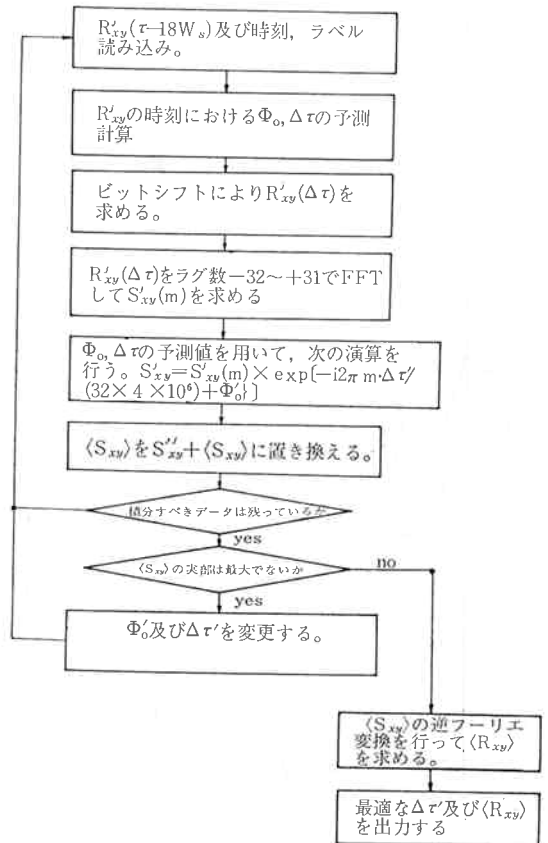 R′xy(τ−18Ws)及び時刻，ラベル
読み込み。
R′xyの時刻におけるΦo,Δτの予測
計算
ビットシフトによりR′xy(Δτ)を
求める。
R′xy(Δτ)をラグ数−32〜+31でFFT
してS′xy(m)を求める
Φo,Δτの予測値を用いて，次の演算を
行う。S′xy=S′xy(m)×exp〔−i2π m·Δτ′/
(32×4×10⁶)+Φ′o}〕
⟨Sxy⟩をS′ʲxy+⟨Sxy⟩に置き換える。
積分すべきデータは残っているか
yes
⟨Sxy⟩の実部は最大でないか
no
yes
Φ′o及びΔτ′を変更する。
⟨Sxy⟩の逆フーリエ
変換を行って⟨Rxy⟩
を求める。
最適なΔτ′及び⟨Rxy⟩
を出力する